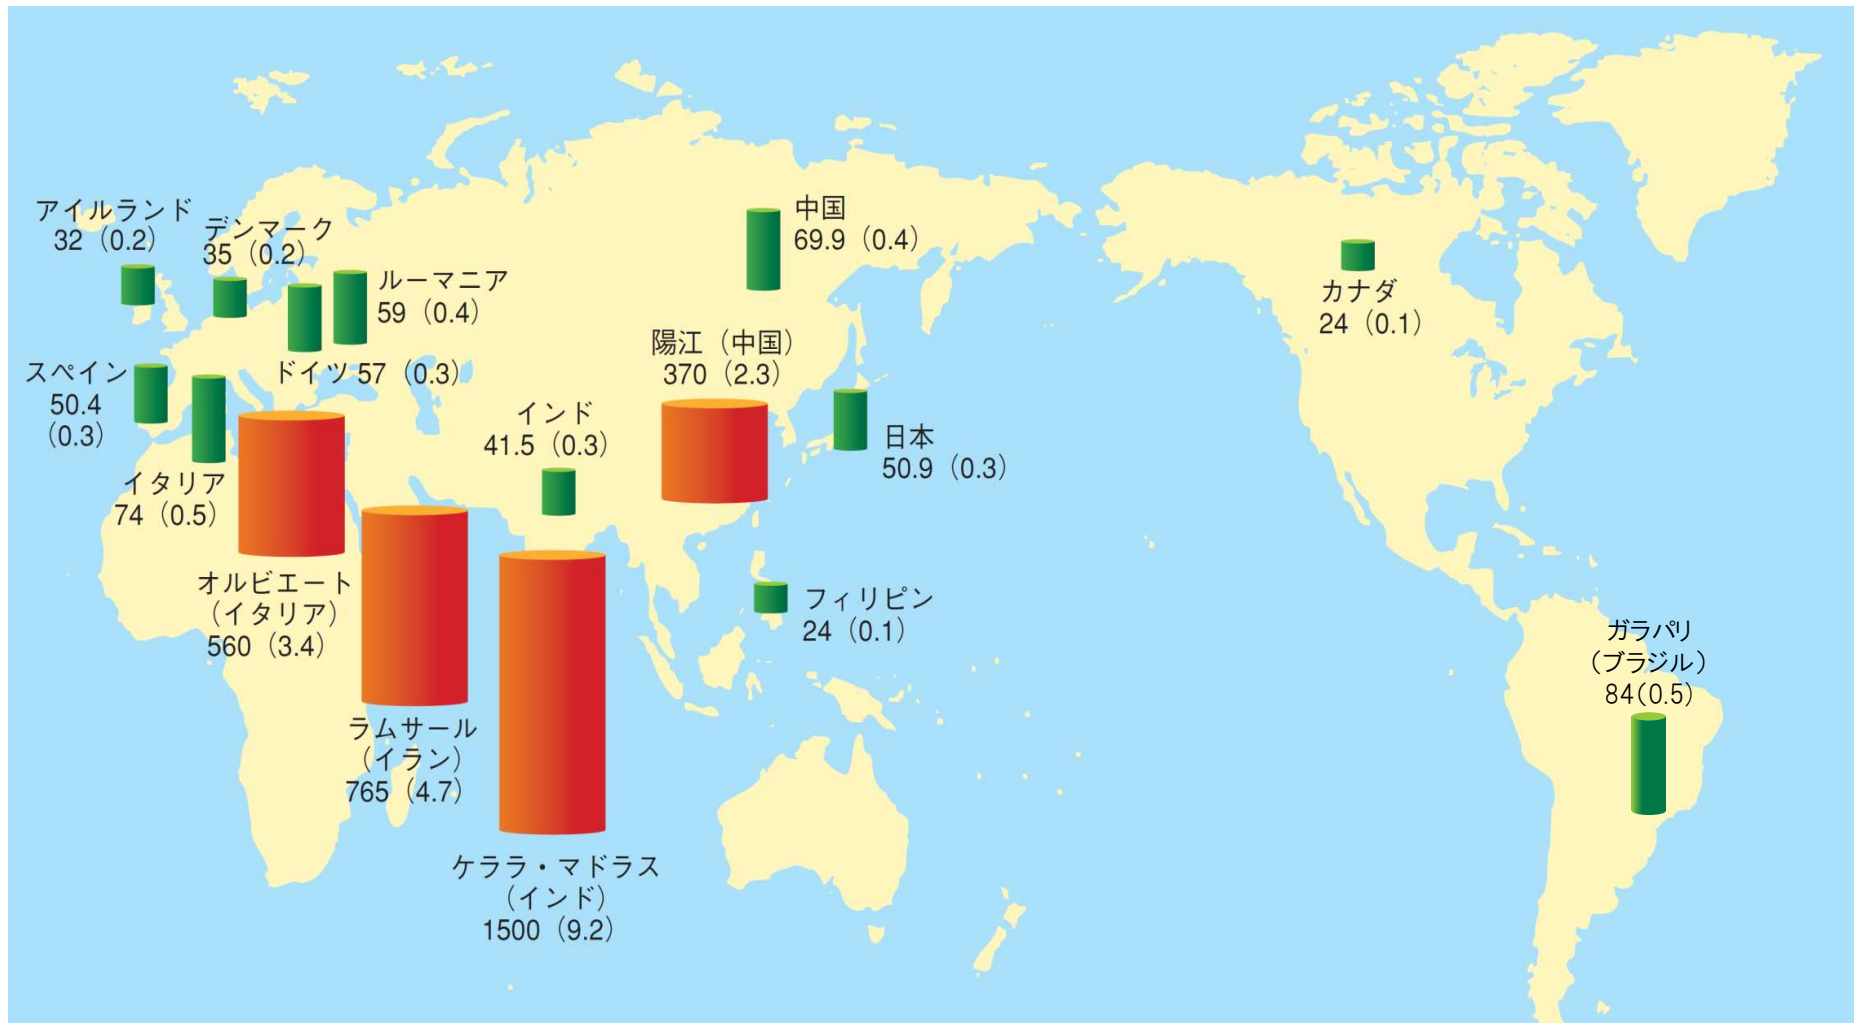 アイルランド
32（0.2）
デンマーク
35（0.2）
ルーマニア
59（0.4）
ドイツ 57（0.3）
スペイン
50.4
（0.3）
イタリア
74（0.5）
オルビエート
（イタリア）
560（3.4）
ラムサール
（イラン）
765（4.7）
インド
41.5（0.3）
ケララ・マドラス
（インド）
1500（9.2）
中国
69.9（0.4）
陽江（中国）
370（2.3）
日本
50.9（0.3）
フィリピン
24（0.1）
カナダ
24（0.1）
ガラパリ
（ブラジル）
84(0.5)